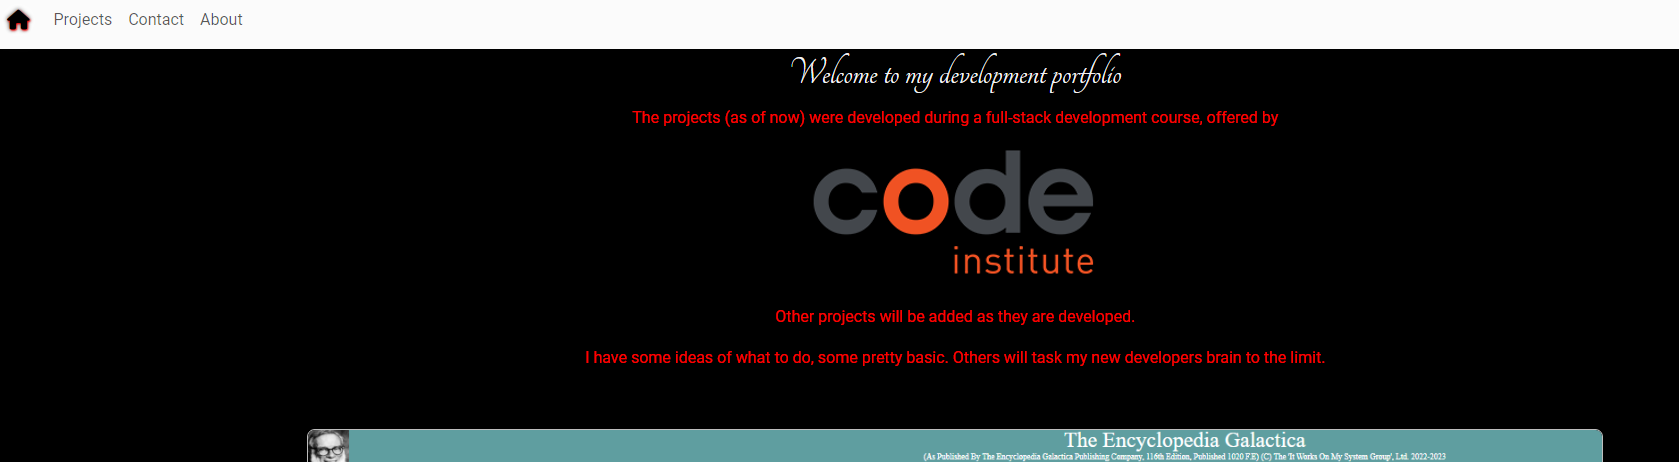 Projects Contact About
Welcome to my development portfolio
The projects (as of now) were developed during a full-stack development course, offered by
code
institute
Other projects will be added as they are developed.
I have some ideas of what to do, some pretty basic. Others will task my new developers brain to the limit.
The Encyclopedia Galactica
(As Published By The Encyclopedia Galactica Publishing Company, 116th Edition, Published 1020 F.E) (C) The 'It Works On My System Group', Ltd. 2022-2023